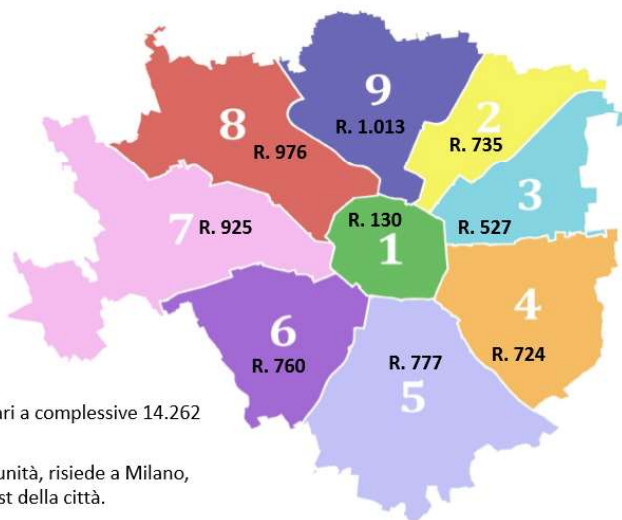 9
R. 1.013
8
R. 976
2
R. 735
3
R. 527
7 R. 925
R. 130
1
4
R. 724
6
R. 760
R. 777
5
ari a complessive 14.262
unità, risiede a Milano,
st della città.